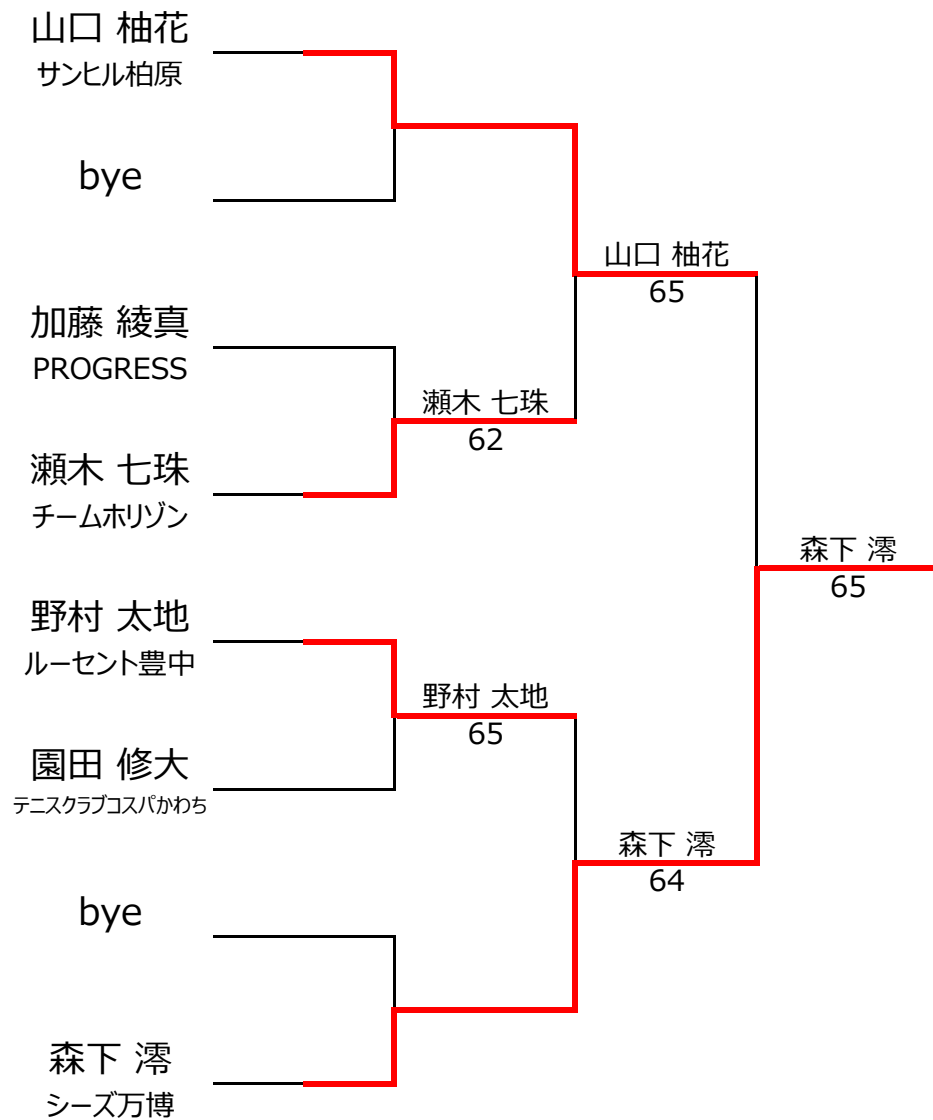 山口 柚花
サンヒル柏原
bye
加藤 綾真
PROGRESS
瀬木 七珠
チームホリゾン
野村 太地
ルーセント豊中
園田 修大
テニスクラブコスパかわち
bye
森下 澪
シーズ万博
瀬木 七珠
62
野村 太地
65
山口 柚花
65
森下 澪
64
森下 澪
65